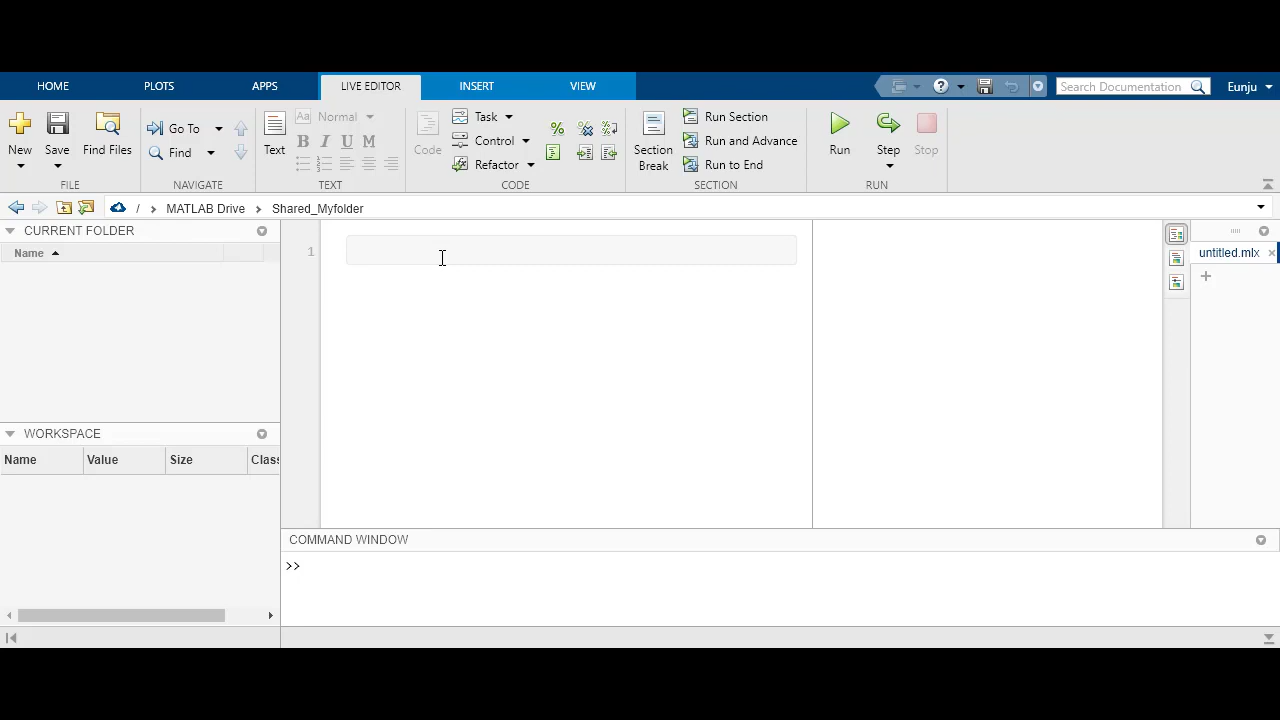 HOME PLOTS APPS LIVE EDITOR INSERT VIEW Search Documentation Eunju
New Save Find Files Go To Find Text Aa Normal B I U M Code Task Control Refactor Section Break Run Section Run and Advance Run to End Run Step Stop
FILE NAVIGATE TEXT CODE SECTION RUN
/ MATLAB Drive Shared_Myfolder
CURRENT FOLDER
Name
1
untitled.mlx
WORKSPACE
Name Value Size Class
COMMAND WINDOW
>>